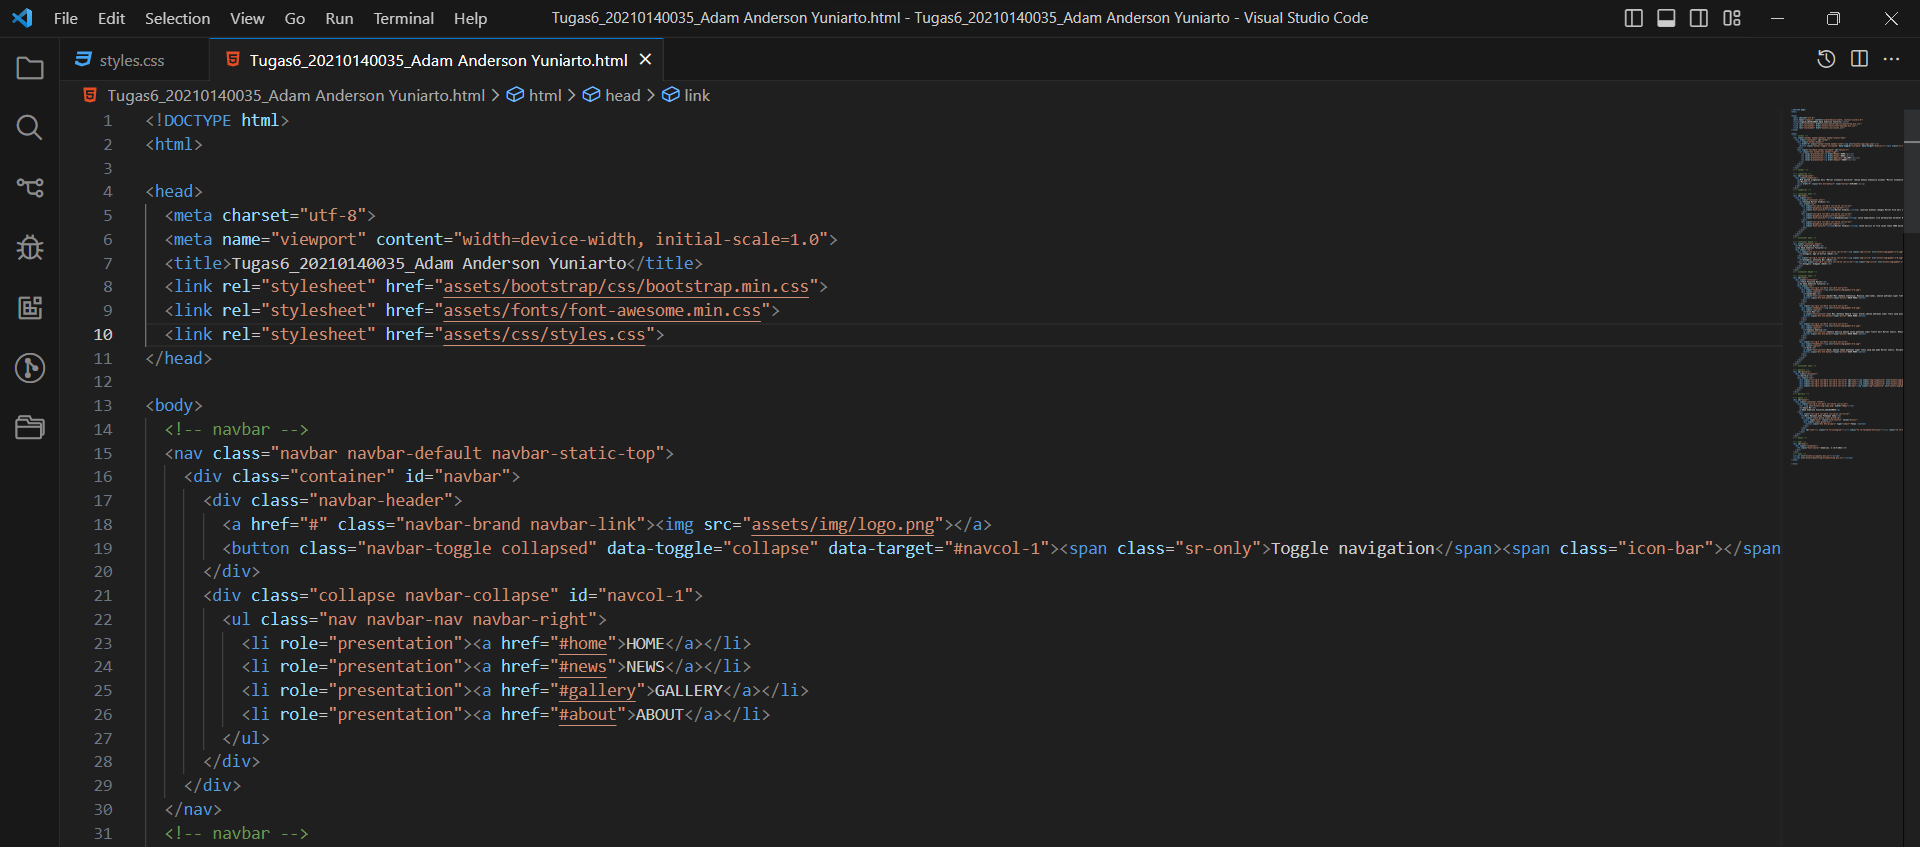 File Edit Selection View Go Run Terminal Help
Tugas6_20210140035_Adam Anderson Yuniarto.html - Tugas6_20210140035_Adam Anderson Yuniarto - Visual Studio Code
styles.css
Tugas6_20210140035_Adam Anderson Yuniarto.html
Tugas6_20210140035_Adam Anderson Yuniarto.html > html > head > link
1 <!DOCTYPE html>
2 <html>
3
4 <head>
5 <meta charset="utf-8">
6 <meta name="viewport" content="width=device-width, initial-scale=1.0">
7 <title>Tugas6_20210140035_Adam Anderson Yuniarto</title>
8 <link rel="stylesheet" href="assets/bootstrap/css/bootstrap.min.css">
9 <link rel="stylesheet" href="assets/fonts/font-awesome.min.css">
10 <link rel="stylesheet" href="assets/css/styles.css">
11 </head>
12
13 <body>
14 <!-- navbar -->
15 <nav class="navbar navbar-default navbar-static-top">
16 <div class="container" id="navbar">
17 <div class="navbar-header">
18 <a href="#" class="navbar-brand navbar-link"><img src="assets/img/logo.png"></a>
19 <button class="navbar-toggle collapsed" data-toggle="collapse" data-target="#navcol-1"><span class="sr-only">Toggle navigation</span><span class="icon-bar"></span
20 </div>
21 <div class="collapse navbar-collapse" id="navcol-1">
22 <ul class="nav navbar-nav navbar-right">
23 <li role="presentation"><a href="#home">HOME</a></li>
24 <li role="presentation"><a href="#news">NEWS</a></li>
25 <li role="presentation"><a href="#gallery">GALLERY</a></li>
26 <li role="presentation"><a href="#about">ABOUT</a></li>
27 </ul>
28 </div>
29 </div>
30 </nav>
31 <!-- navbar -->